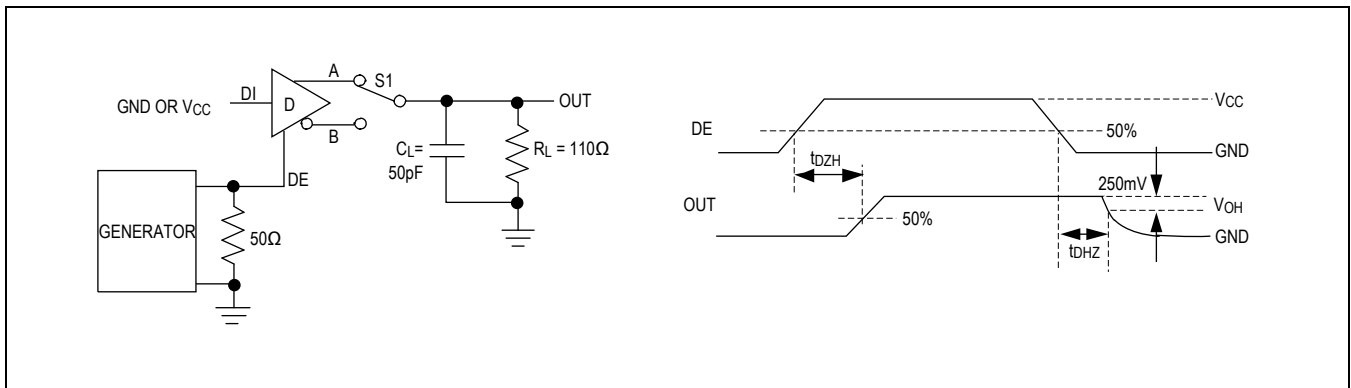 A
S1
DI
D
OUT
GND OR VCC
B
CL=
50pF
RL = 110Ω
DE
GENERATOR
50Ω
VCC
DE
50%
GND
tDZH
250mV
OUT
VOH
50%
GND
tDHZ